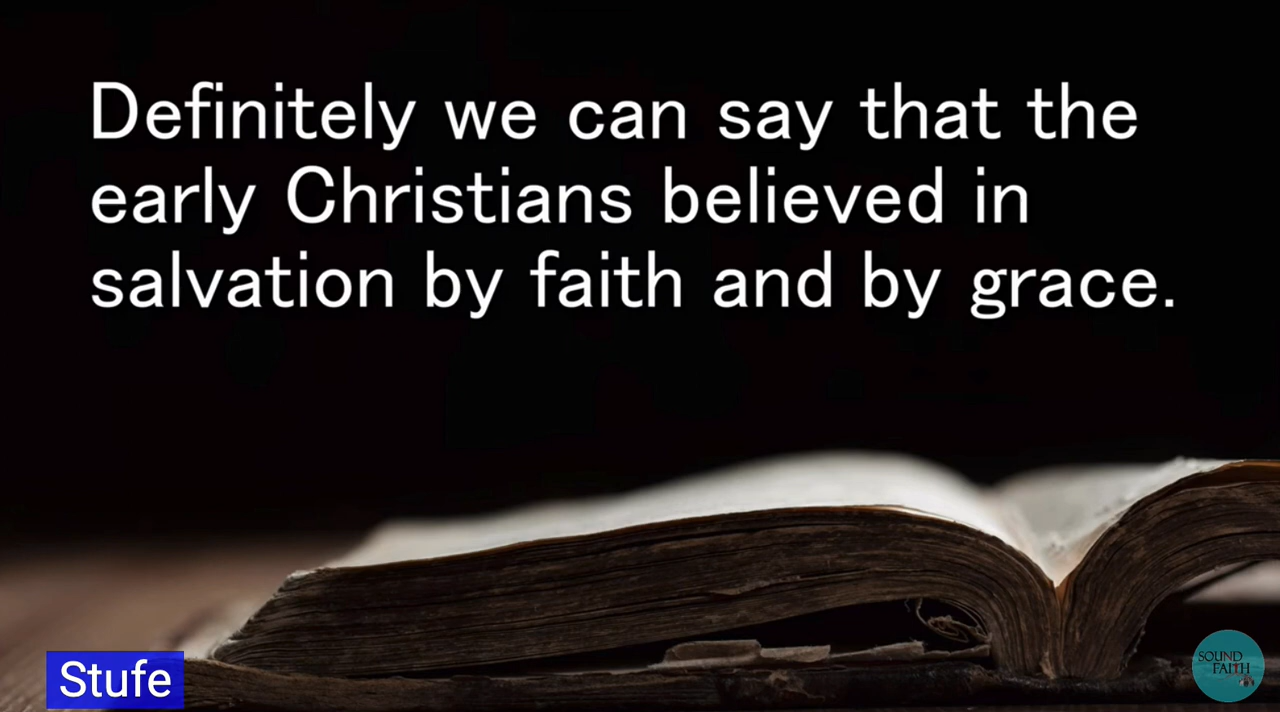 Definitely we can say that the
early Christians believed in
salvation by faith and by grace.
Stufe
SOUND
FAITH